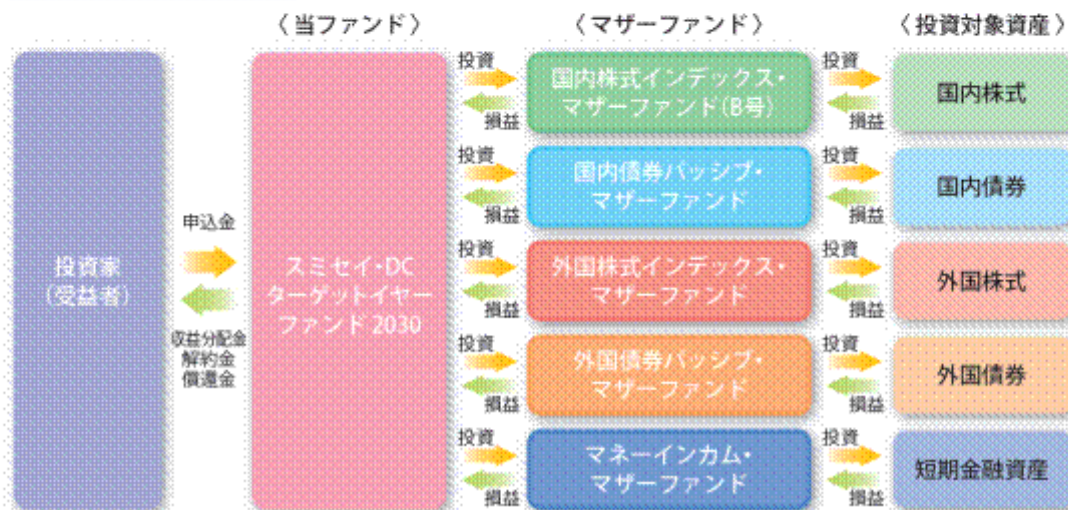 〈 当ファンド 〉
〈 マザーファンド 〉
〈 投資対象資産 〉
投資家
(受益者)
申込金
収益分配金
解約金
償還金
スミセイ・DC
ターゲットイヤー
ファンド 2030
投資
損益
国内株式インデックス・
マザーファンド(B号)
投資
損益
国内株式
投資
損益
国内債券パッシブ・
マザーファンド
投資
損益
国内債券
投資
損益
外国株式インデックス・
マザーファンド
投資
損益
外国株式
投資
損益
外国債券パッシブ・
マザーファンド
投資
損益
外国債券
投資
損益
マネーインカム・
マザーファンド
投資
損益
短期金融資産